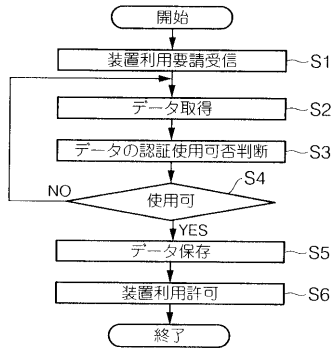 開始
装置利用要請受信 S1
データ取得 S2
データの認証使用可否判断 S3
S4
使用可
NO
YES
データ保存 S5
装置利用許可 S6
終了